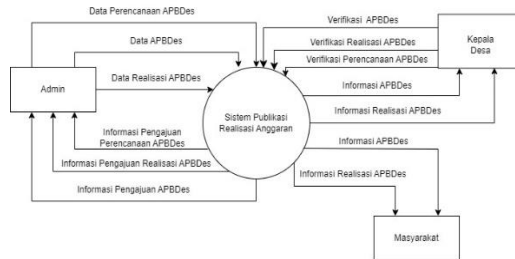 Data Perencanaan APBDes
Data APBDes
Data Realisasi APBDes
Admin
Informasi Pengajuan
Perencanaan APBDes
Informasi Pengajuan Realisasi APBDes
Informasi Pengajuan APBDes
Sistem Publikasi
Realisasi Anggaran
Verifikasi APBDes
Verifikasi Realisasi APBDes
Verifikasi Perencanaan APBDes
Informasi APBDes
Informasi Realisasi APBDes
Kepala
Desa
Informasi APBDes
Informasi Realisasi APBDes
Masyarakat